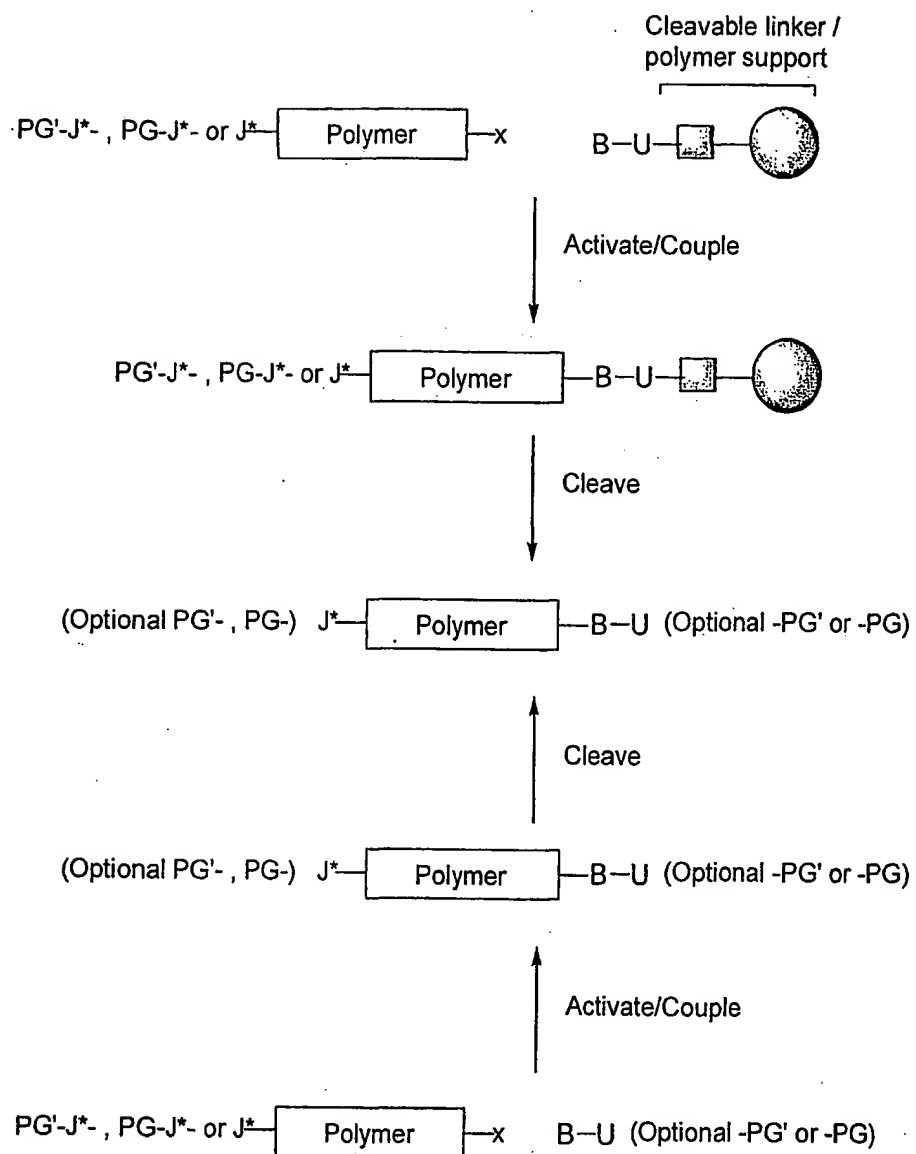 Cleavable linker /
polymer support
PG'-J*- , PG-J*- or J* Polymer x B–U
Activate/Couple
PG'-J*- , PG-J*- or J* Polymer B–U
Cleave
(Optional PG'- , PG-) J* Polymer B–U (Optional -PG' or -PG)
Cleave
(Optional PG'- , PG-) J* Polymer B–U (Optional -PG' or -PG)
Activate/Couple
PG'-J*- , PG-J*- or J* Polymer x B–U (Optional -PG' or -PG)